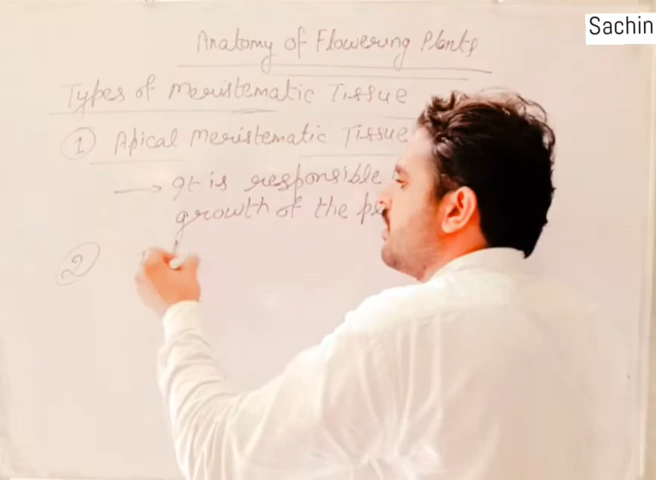 Sachin
Anatomy of Flowering Plants
Types of Meristematic Tissue
① Apical Meristematic Tissue
→ It is responsible
growth of the
②